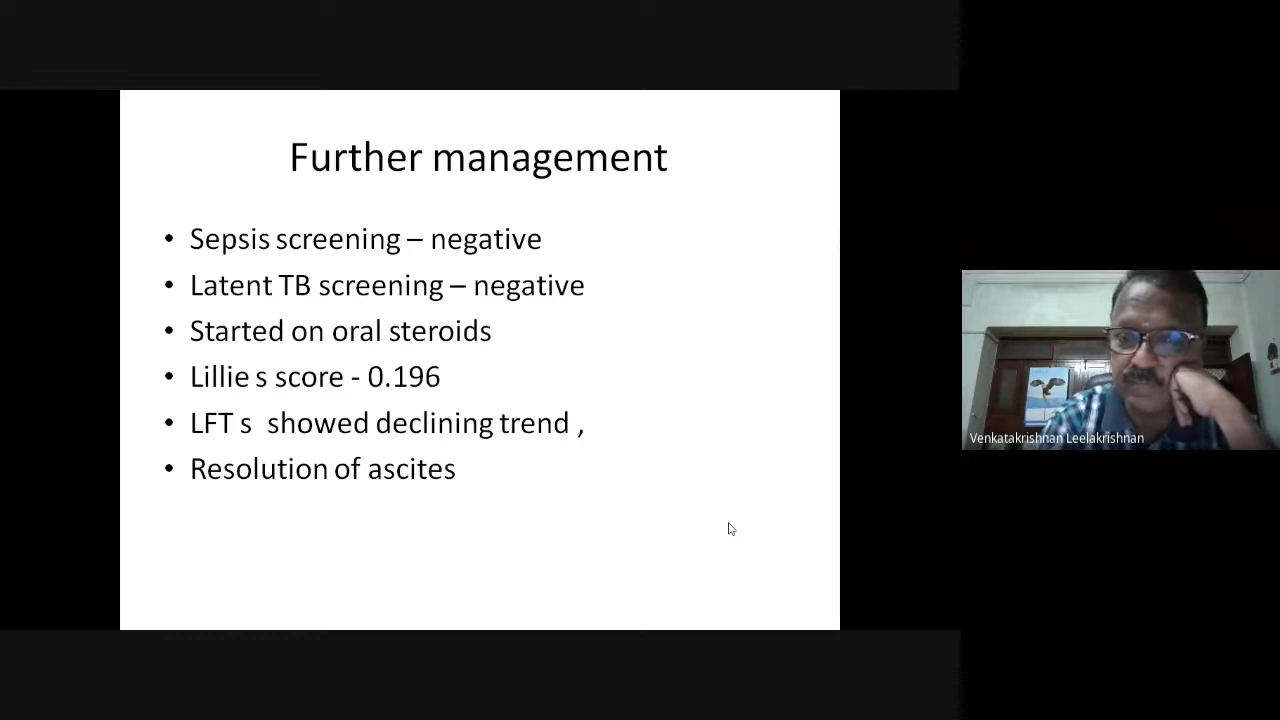 Further management
• Sepsis screening – negative
• Latent TB screening – negative
• Started on oral steroids
• Lillie s score - 0.196
• LFT s showed declining trend ,
• Resolution of ascites
Venkatakrishnan Leelakrishnan